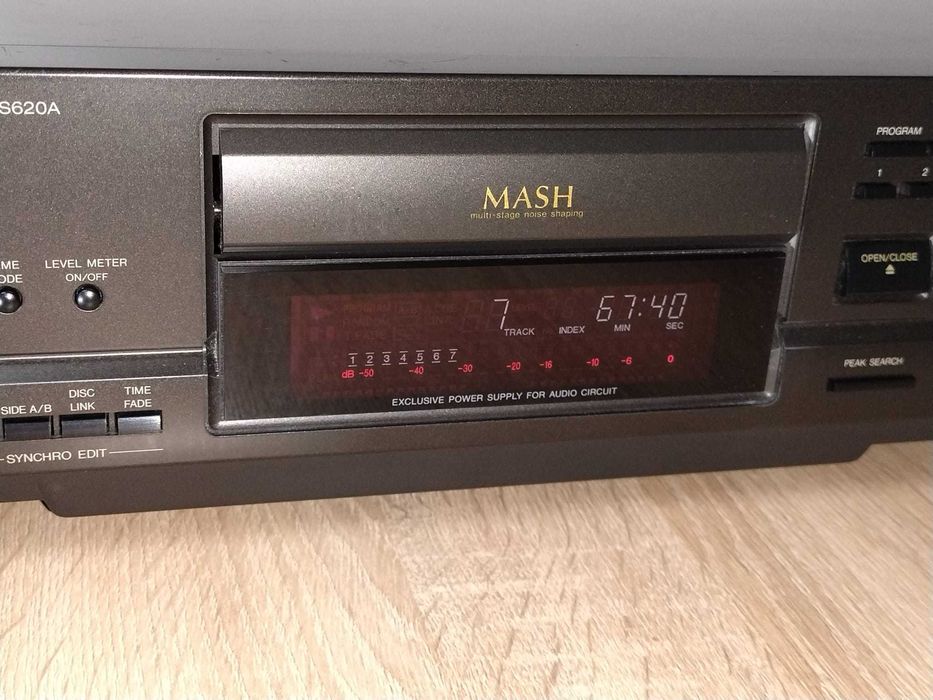 S620A
MASH
multi-stage noise shaping
PROGRAM
1 2
OPEN/CLOSE
LEVEL METER
ON/OFF
7 TRACK INDEX 67:40 MIN SEC
1 2 3 4 5 6 7
dB -50 -40 -30 -20 -16 -10 -6 0
EXCLUSIVE POWER SUPPLY FOR AUDIO CIRCUIT
PEAK SEARCH
SIDE A/B
DISC
LINK
TIME
FADE
SYNCHRO EDIT